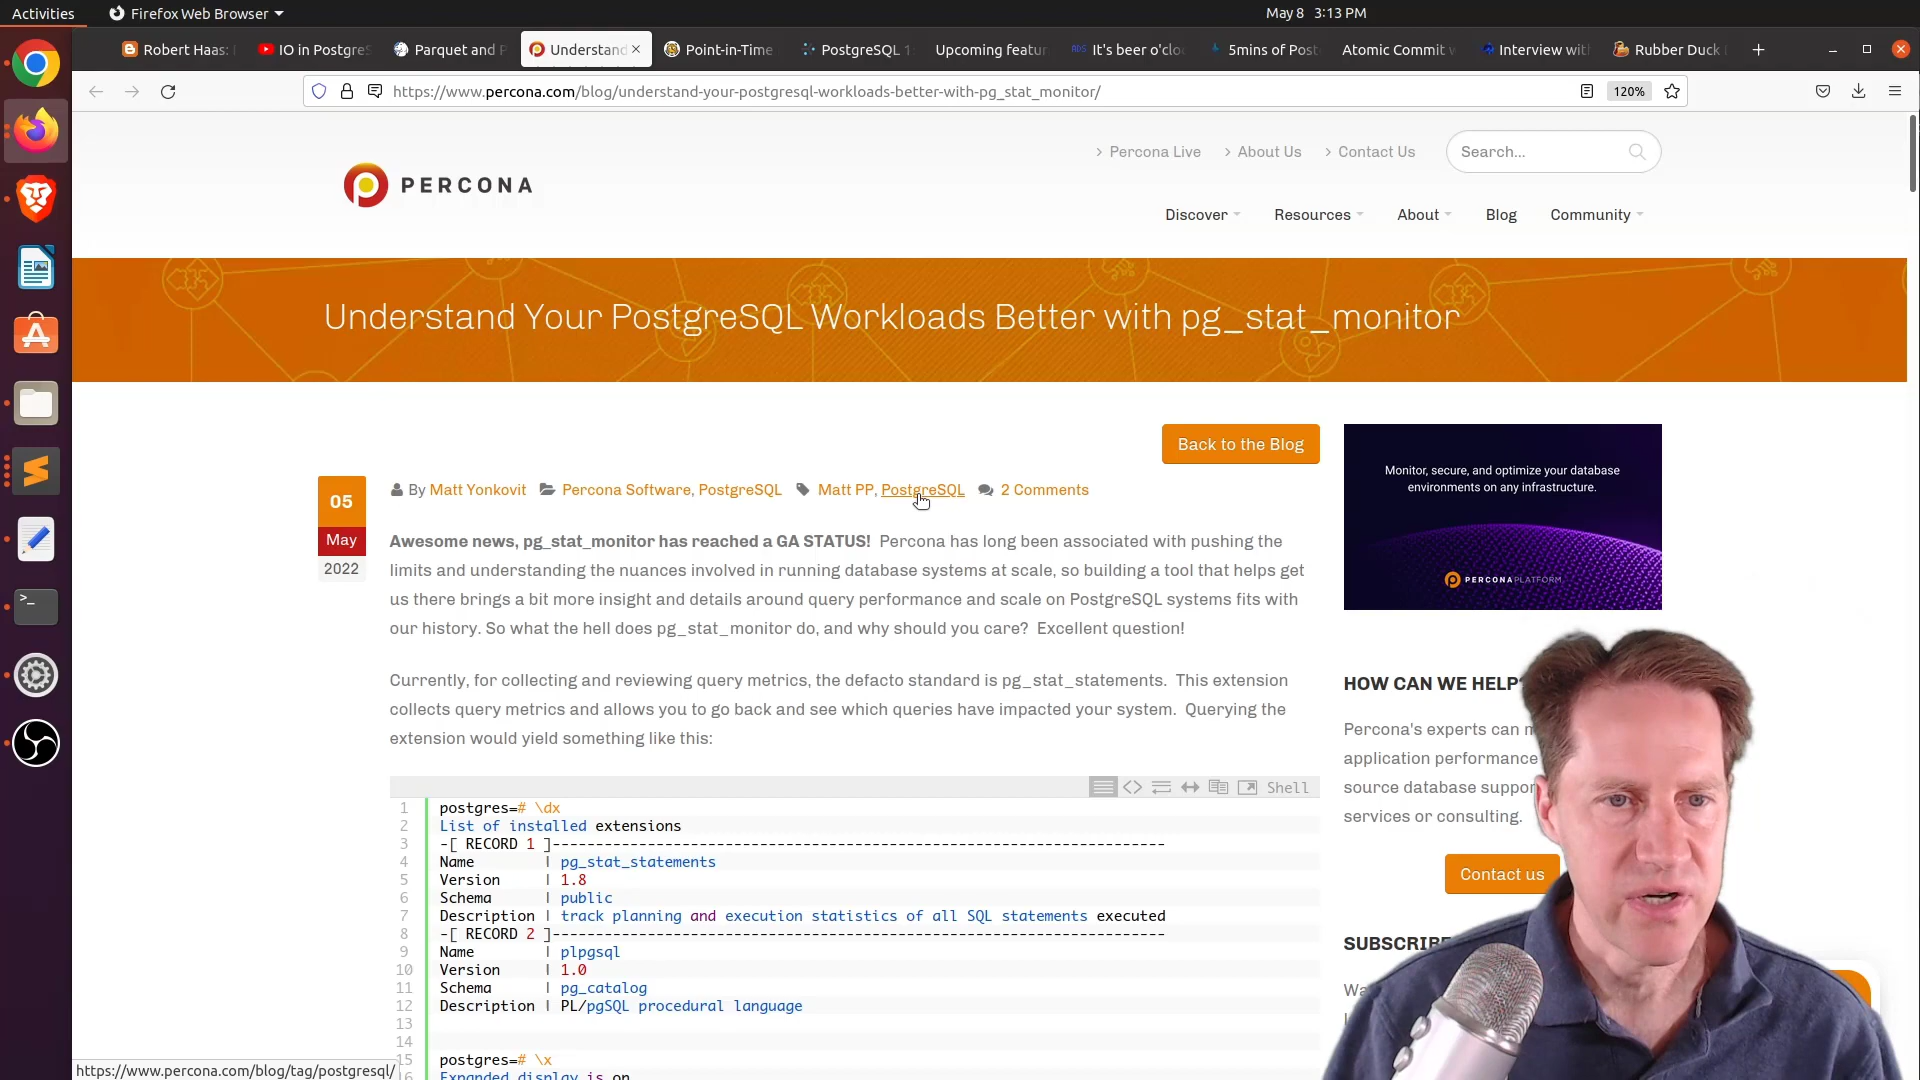 Activities
Firefox Web Browser
May 8 3:13 PM
Robert Haas:
IO in Postgre
Parquet and P
Understand
Point-in-Time
PostgreSQL 1
Upcoming featur
It's beer o'clo
5mins of Post
Atomic Commit w
Interview wit
Rubber Duck
https://www.percona.com/blog/understand-your-postgresql-workloads-better-with-pg_stat_monitor/
120%
Percona Live
About Us
Contact Us
Search...
PERCONA
Discover
Resources
About
Blog
Community
Understand Your PostgreSQL Workloads Better with pg_stat_monitor
Back to the Blog
05
May
2022
By Matt Yonkovit Percona Software, PostgreSQL Matt PP, PostgreSQL 2 Comments
Awesome news, pg_stat_monitor has reached a GA STATUS! Percona has long been associated with pushing the
limits and understanding the nuances involved in running database systems at scale, so building a tool that helps get
us there brings a bit more insight and details around query performance and scale on PostgreSQL systems fits with
our history. So what the hell does pg_stat_monitor do, and why should you care? Excellent question!
Currently, for collecting and reviewing query metrics, the defacto standard is pg_stat_statements. This extension
collects query metrics and allows you to go back and see which queries have impacted your system. Querying the
extension would yield something like this:
Shell
1 postgres=# \dx
2 List of installed extensions
3 -[ RECORD 1 ]-----------------------------------------------------------------------
4 Name | pg_stat_statements
5 Version | 1.8
6 Schema | public
7 Description | track planning and execution statistics of all SQL statements executed
8 -[ RECORD 2 ]-----------------------------------------------------------------------
9 Name | plpgsql
10 Version | 1.0
11 Schema | pg_catalog
12 Description | PL/pgSQL procedural language
13
14
15 postgres=# \x
16 Expanded display is on
Monitor, secure, and optimize your database
environments on any infrastructure.
PERCONAPLATFORM
HOW CAN WE HELP?
Percona's experts can m
application performance
source database suppor
services or consulting.
Contact us
SUBSCRIBE
Wa
https://www.percona.com/blog/tag/postgresql/